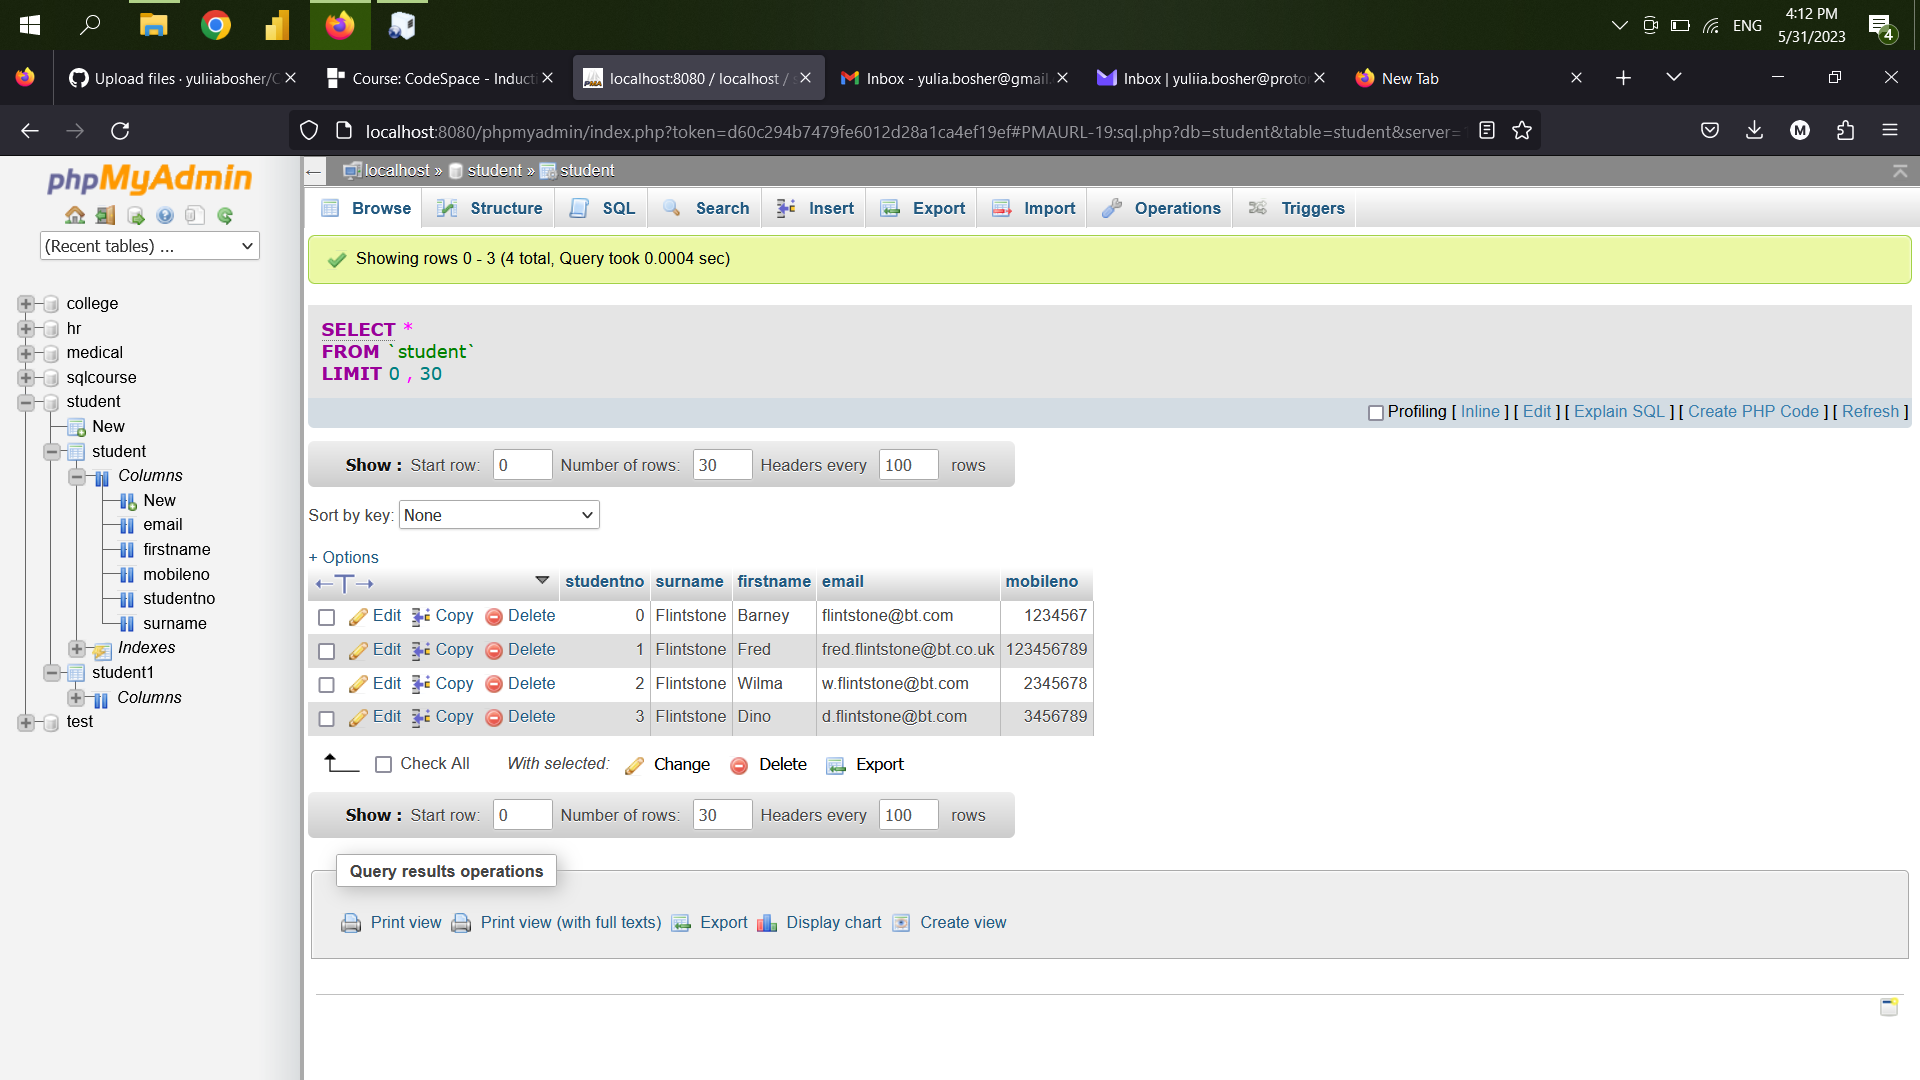 ENG
4:12 PM
5/31/2023
4
Upload files · yuliiabosher/C
Course: CodeSpace - Inducti
localhost:8080 / localhost / s
Inbox - yulia.bosher@gmail.
Inbox | yuliia.bosher@proto
New Tab
localhost:8080/phpmyadmin/index.php?token=d60c294b7479fe6012d28a1ca4ef19ef#PMAURL-19:sql.php?db=student&table=student&server=
M
phpMyAdmin
(Recent tables) ...
college
hr
medical
sqlcourse
student
New
student
Columns
New
email
firstname
mobileno
studentno
surname
Indexes
student1
Columns
test
localhost » student » student
Browse Structure SQL Search Insert Export Import Operations Triggers
Showing rows 0 - 3 (4 total, Query took 0.0004 sec)
SELECT *
FROM `student`
LIMIT 0 , 30
Profiling [ Inline ] [ Edit ] [ Explain SQL ] [ Create PHP Code ] [ Refresh ]
Show : Start row: 0 Number of rows: 30 Headers every 100 rows
Sort by key: None
+ Options
←T→ studentno surname firstname email mobileno
Edit Copy Delete 0 Flintstone Barney flintstone@bt.com 1234567
Edit Copy Delete 1 Flintstone Fred fred.flintstone@bt.co.uk 123456789
Edit Copy Delete 2 Flintstone Wilma w.flintstone@bt.com 2345678
Edit Copy Delete 3 Flintstone Dino d.flintstone@bt.com 3456789
Check All With selected: Change Delete Export
Show : Start row: 0 Number of rows: 30 Headers every 100 rows
Query results operations
Print view Print view (with full texts) Export Display chart Create view